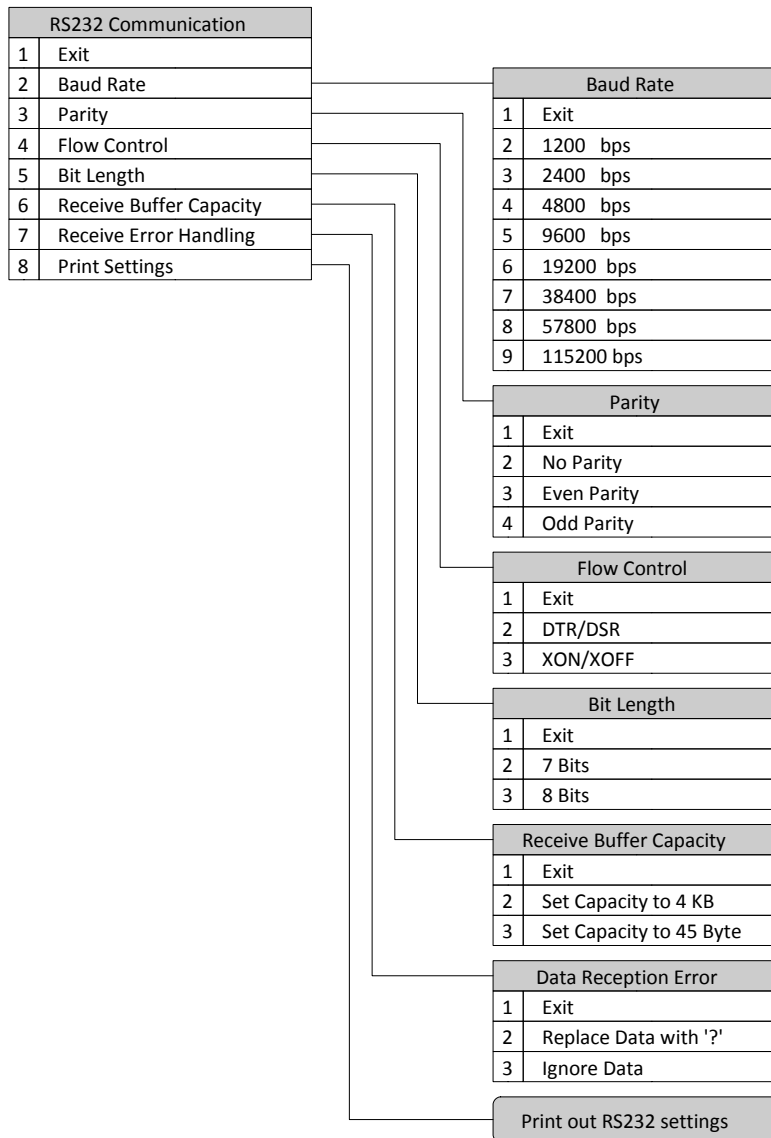 RS232 Communication
1 Exit
2 Baud Rate
3 Parity
4 Flow Control
5 Bit Length
6 Receive Buffer Capacity
7 Receive Error Handling
8 Print Settings
Baud Rate
1 Exit
2 1200 bps
3 2400 bps
4 4800 bps
5 9600 bps
6 19200 bps
7 38400 bps
8 57800 bps
9 115200 bps
Parity
1 Exit
2 No Parity
3 Even Parity
4 Odd Parity
Flow Control
1 Exit
2 DTR/DSR
3 XON/XOFF
Bit Length
1 Exit
2 7 Bits
3 8 Bits
Receive Buffer Capacity
1 Exit
2 Set Capacity to 4 KB
3 Set Capacity to 45 Byte
Data Reception Error
1 Exit
2 Replace Data with '?'
3 Ignore Data
Print out RS232 settings